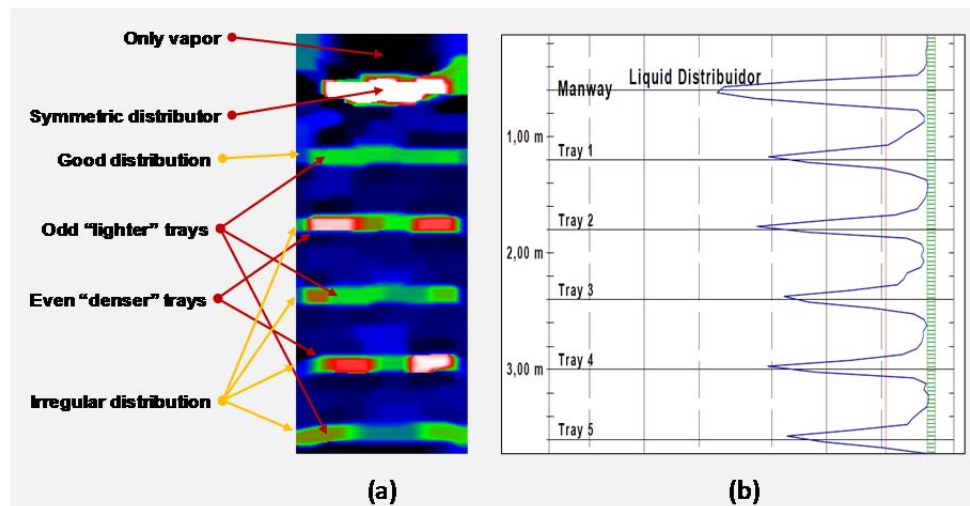 Only vapor
Symmetric distributor
Good distribution
Odd “lighter” trays
Even “denser” trays
Irregular distribution
(a)
Liquid Distribuidor
Manway
1,00 m
Tray 1
Tray 2
2,00 m
Tray 3
Tray 4
3,00 m
Tray 5
(b)